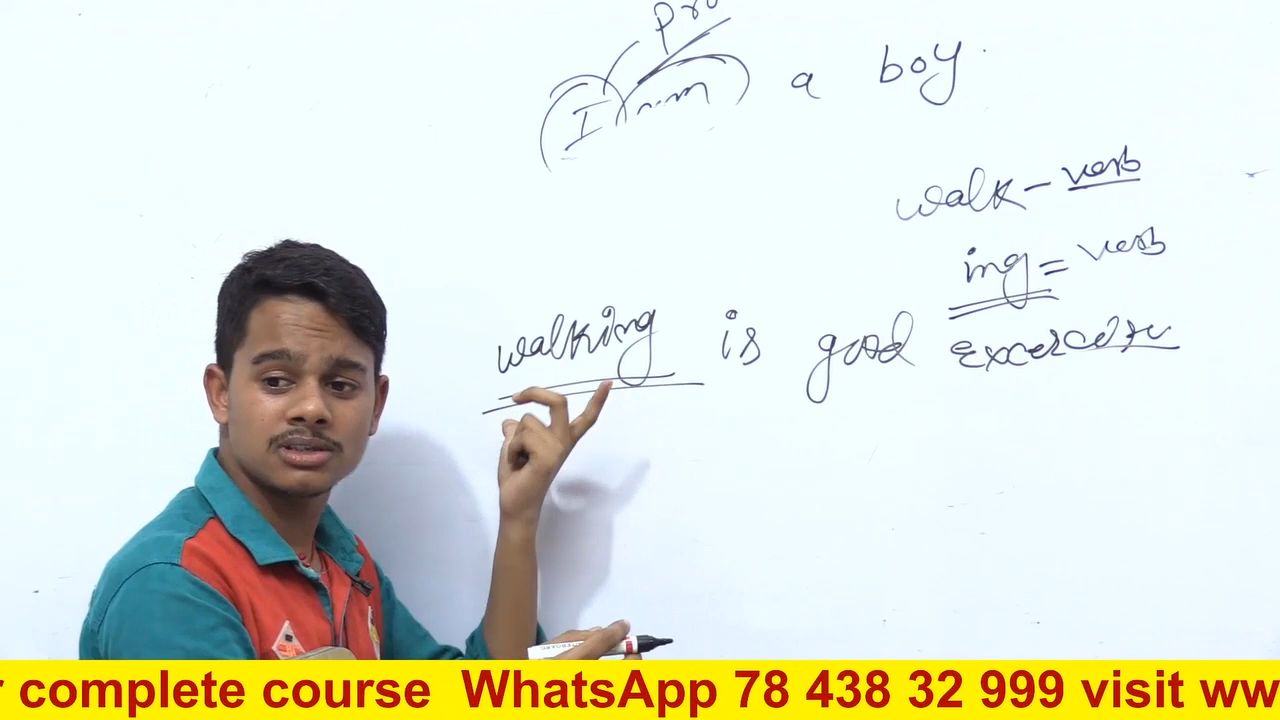 Pro
I am a boy.
walk - verb
ing = verb
walking is good excercise
r complete course WhatsApp 78 438 32 999 visit ww